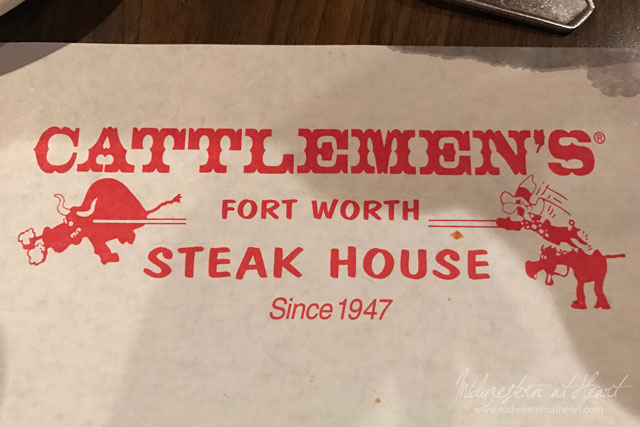 CATTLEMEN'S®
FORT WORTH
STEAK HOUSE
Since 1947
Midwestern at Heart
www.midwesternatheart.com